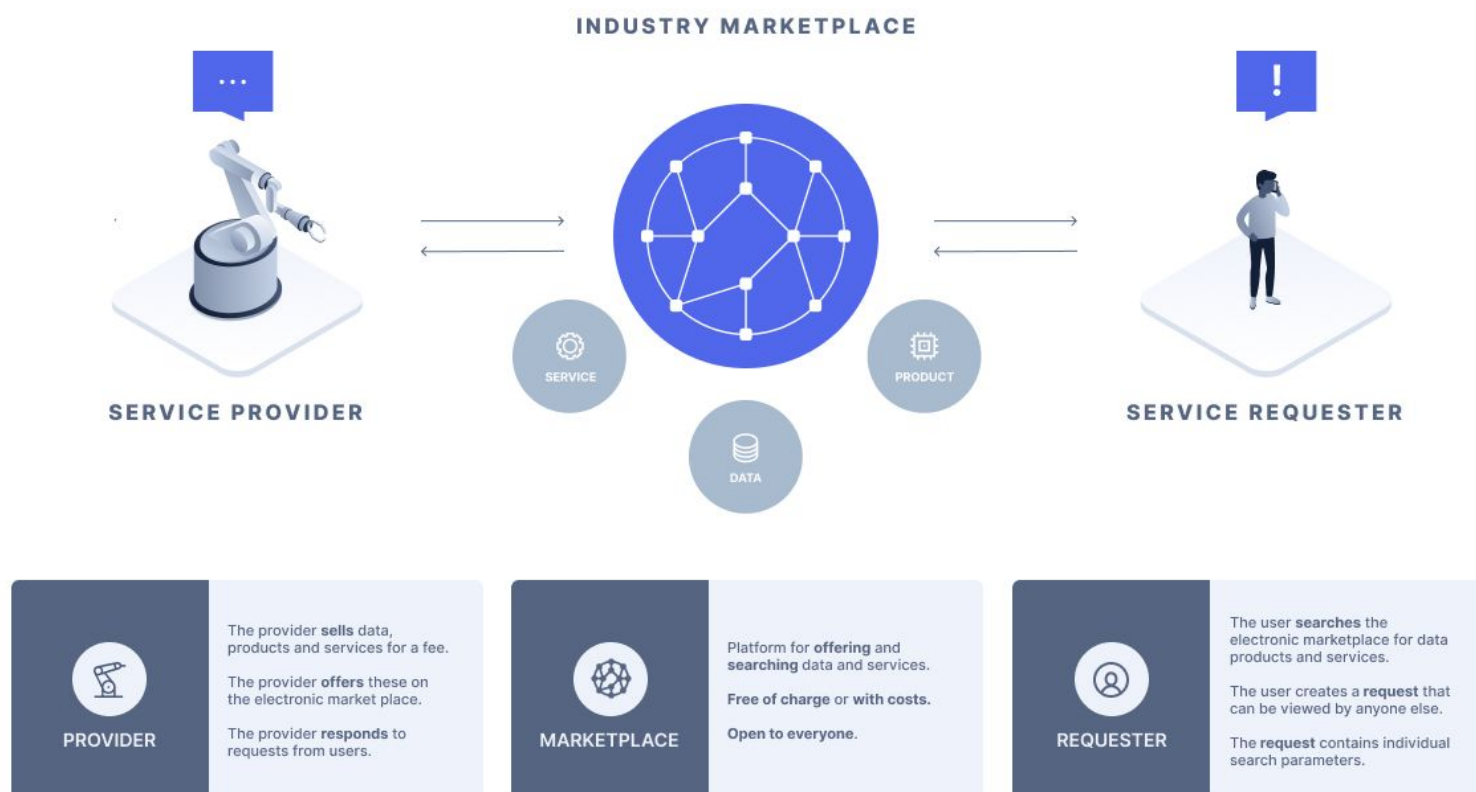 INDUSTRY MARKETPLACE
...
!
SERVICE
PRODUCT
DATA
SERVICE PROVIDER
SERVICE REQUESTER
PROVIDER
The provider sells data,
products and services for a fee.
The provider offers these on
the electronic market place.
The provider responds to
requests from users.
MARKETPLACE
Platform for offering and
searching data and services.
Free of charge or with costs.
Open to everyone.
REQUESTER
The user searches the
electronic marketplace for data
products and services.
The user creates a request that
can be viewed by anyone else.
The request contains individual
search parameters.